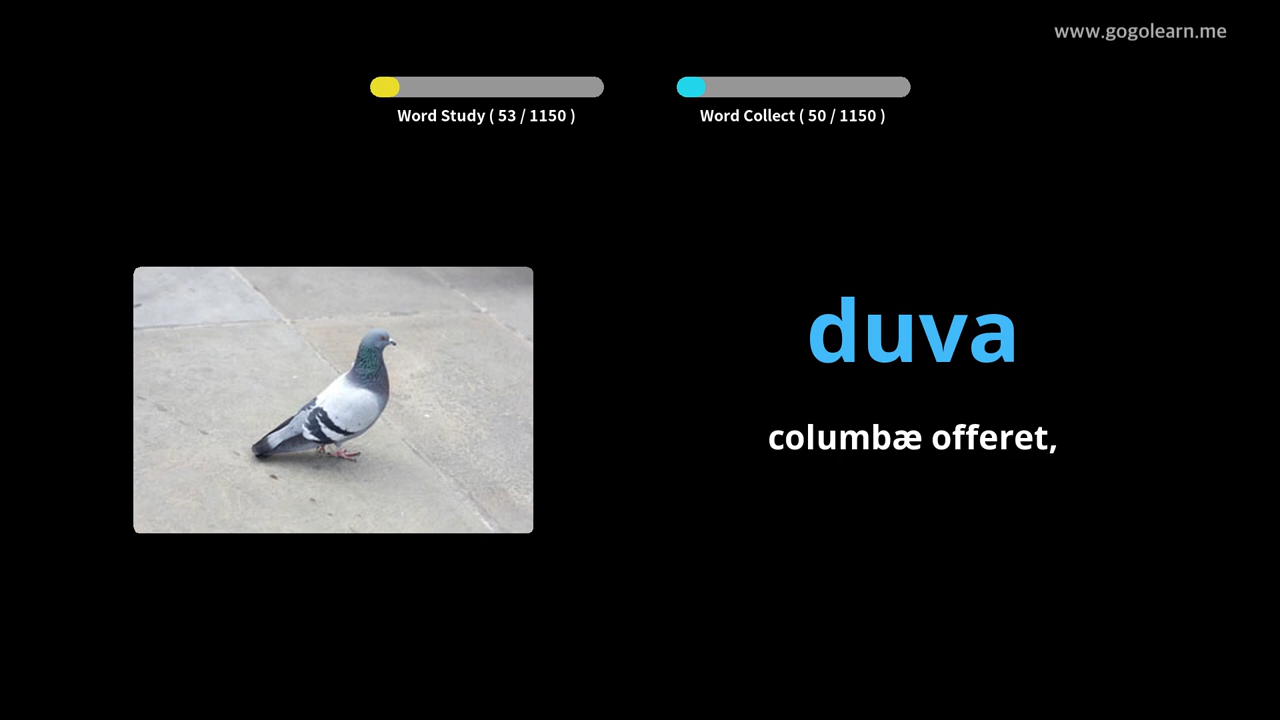 www.gogolearn.me
Word Study ( 53 / 1150 )
Word Collect ( 50 / 1150 )
duva
columbæ offeret,